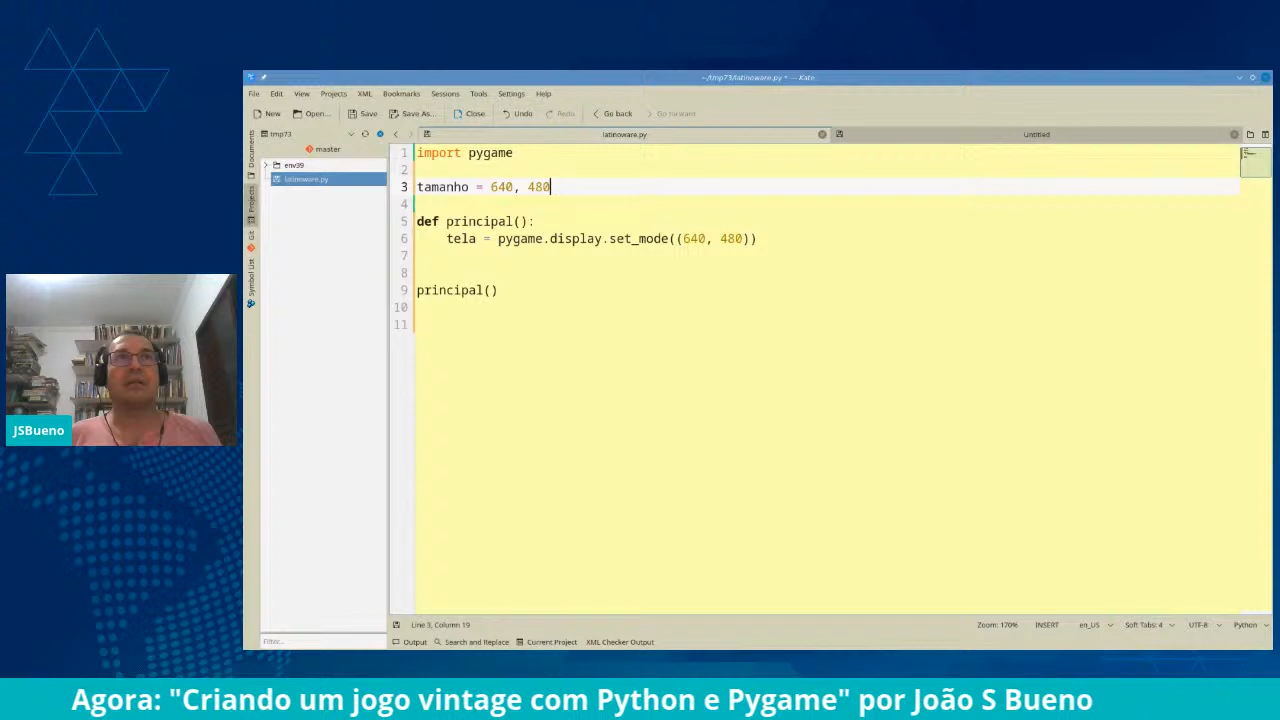 ~/tmp73/latinoware.py * — Kate
File Edit View Projects XML Bookmarks Sessions Tools Settings Help
New Open... Save Save As... Close Undo Redo Go back Go forward
tmp73 latinoware.py Untitled
master
env39
latinoware.py
Documents
Projects
Git
Symbol List
1 import pygame
2
3 tamanho = 640, 480
4
5 def principal():
6 tela = pygame.display.set_mode((640, 480))
7
8
9 principal()
10
11
JSBueno
Filter...
Line 3, Column 19 Zoom: 170% INSERT en_US Soft Tabs: 4 UTF-8 Python
Output Search and Replace Current Project XML Checker Output
Agora: "Criando um jogo vintage com Python e Pygame" por João S Bueno